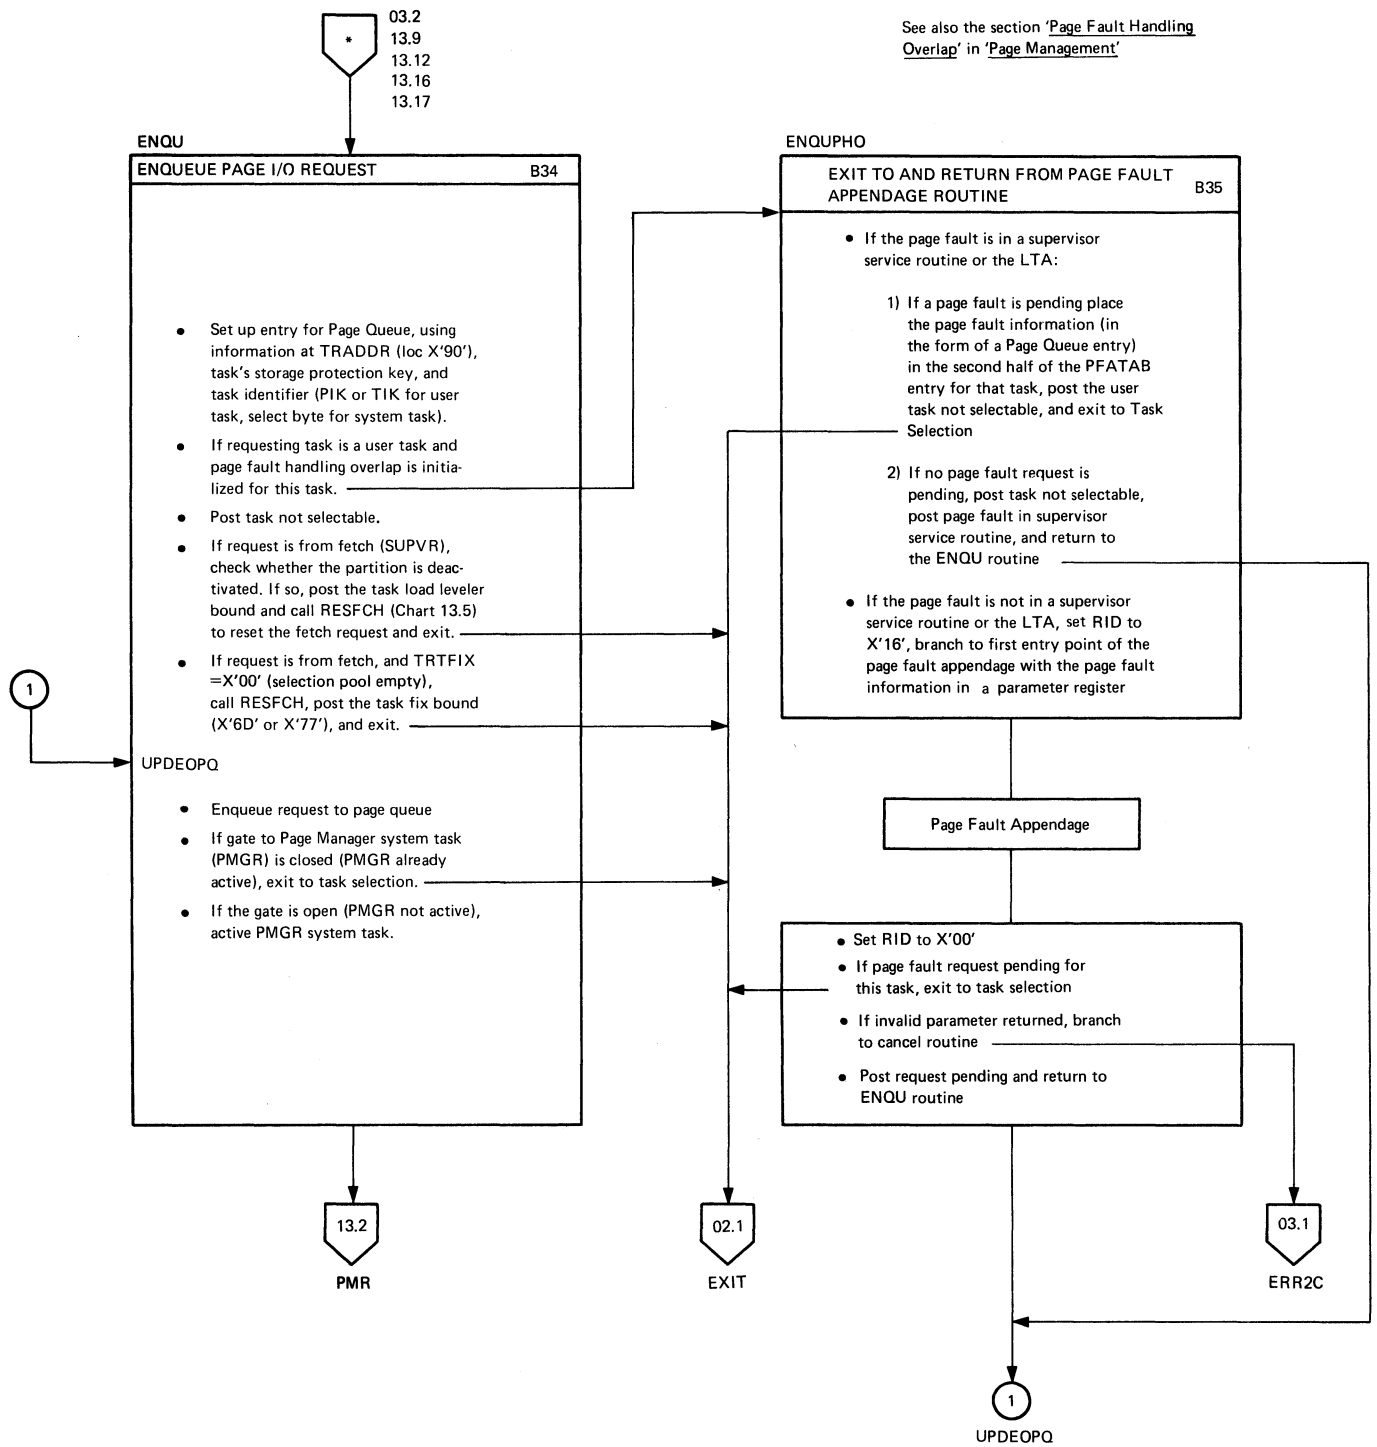 03.2
*
13.9
13.12
13.16
13.17
See also the section 'Page Fault Handling
Overlap' in 'Page Management'
ENQU
ENQUEUE PAGE I/O REQUEST B34
• Set up entry for Page Queue, using
information at TRADDR (loc X'90'),
task's storage protection key, and
task identifier (PIK or TIK for user
task, select byte for system task).
• If requesting task is a user task and
page fault handling overlap is initia-
lized for this task.
• Post task not selectable.
• If request is from fetch (SUPVR),
check whether the partition is deac-
tivated. If so, post the task load leveler
bound and call RESFCH (Chart 13.5)
to reset the fetch request and exit.
• If request is from fetch, and TRTFIX
=X'00' (selection pool empty),
call RESFCH, post the task fix bound
(X'6D' or X'77'), and exit.
1
UPDEOPQ
• Enqueue request to page queue
• If gate to Page Manager system task
(PMGR) is closed (PMGR already
active), exit to task selection.
• If the gate is open (PMGR not active),
active PMGR system task.
13.2
PMR
ENQUPHO
EXIT TO AND RETURN FROM PAGE FAULT
APPENDAGE ROUTINE B35
• If the page fault is in a supervisor
service routine or the LTA:
1) If a page fault is pending place
the page fault information (in
the form of a Page Queue entry)
in the second half of the PFATAB
entry for that task, post the user
task not selectable, and exit to Task
Selection
2) If no page fault request is
pending, post task not selectable,
post page fault in supervisor
service routine, and return to
the ENQU routine
• If the page fault is not in a supervisor
service routine or the LTA, set RID to
X'16', branch to first entry point of the
page fault appendage with the page fault
information in a parameter register
Page Fault Appendage
• Set RID to X'00'
• If page fault request pending for
this task, exit to task selection
• If invalid parameter returned, branch
to cancel routine
• Post request pending and return to
ENQU routine
02.1
EXIT
03.1
ERR2C
1
UPDEOPQ